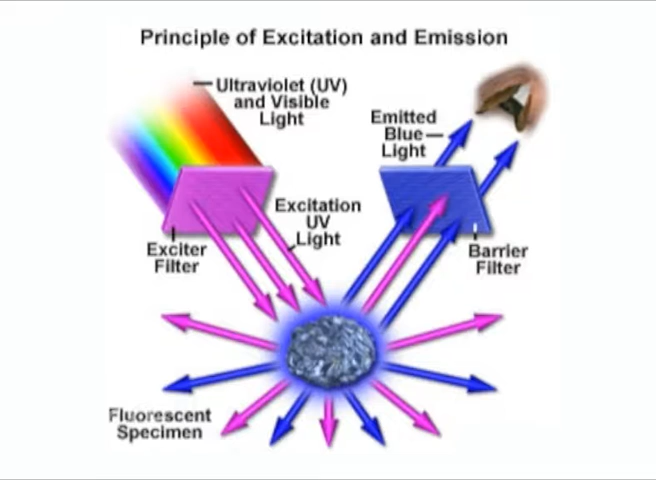 Principle of Excitation and Emission
Ultraviolet (UV)
and Visible
Light
Emitted
Blue
Light
Excitation
UV
Light
Exciter
Filter
Barrier
Filter
Fluorescent
Specimen